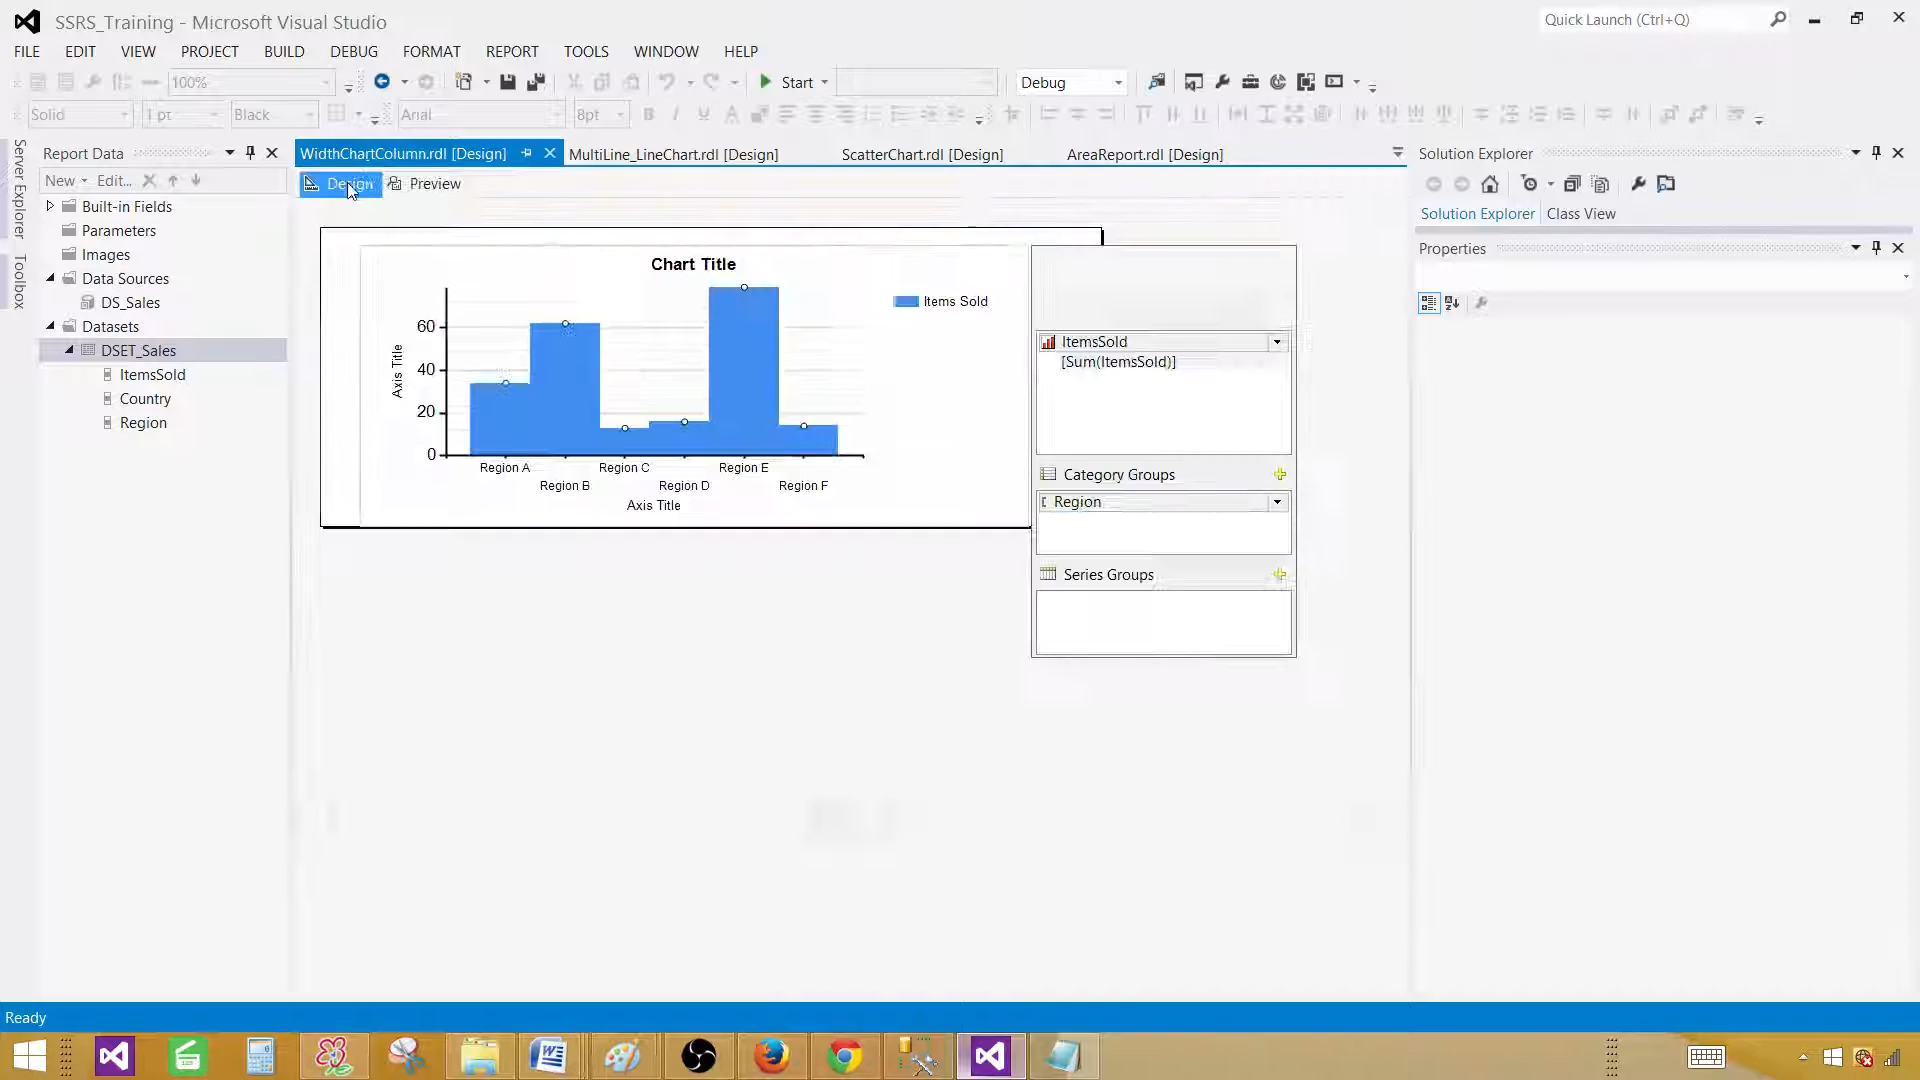 SSRS_Training - Microsoft Visual Studio
Quick Launch (Ctrl+Q)
FILE EDIT VIEW PROJECT BUILD DEBUG FORMAT REPORT TOOLS WINDOW HELP
100%
Start
Debug
Solid
1 pt
Black
Arial
8pt
Server Explorer
Toolbox
Report Data
New
Edit...
Built-in Fields
Parameters
Images
Data Sources
DS_Sales
Datasets
DSET_Sales
ItemsSold
Country
Region
WidthChartColumn.rdl [Design]
MultiLine_LineChart.rdl [Design]
ScatterChart.rdl [Design]
AreaReport.rdl [Design]
Design
Preview
Chart Title
Items Sold
Axis Title
60
40
20
0
Region A
Region B
Region C
Region D
Region E
Region F
Axis Title
ItemsSold
[Sum(ItemsSold)]
Category Groups
Region
Series Groups
Solution Explorer
Solution Explorer
Class View
Properties
Ready